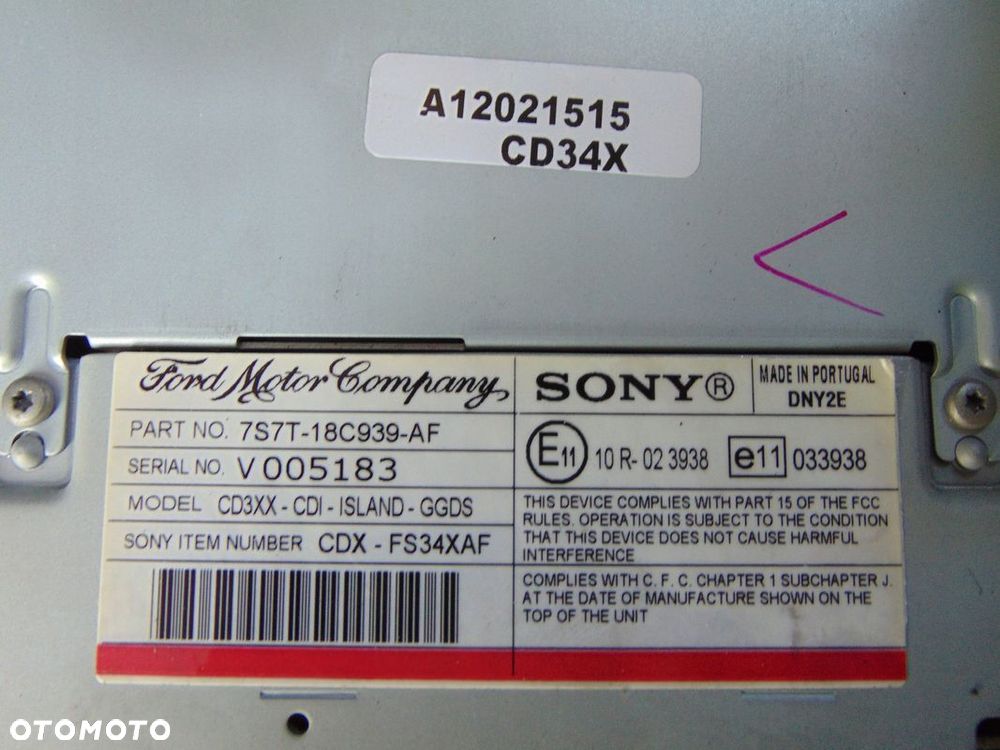 A12021515
CD34X
Ford Motor Company
PART NO. 7S7T-18C939-AF
SERIAL NO. V005183
MODEL CD3XX - CDI - ISLAND - GGDS
SONY ITEM NUMBER CDX - FS34XAF
SONY®
MADE IN PORTUGAL
DNY2E
E11 10 R- 02 3938 e11 033938
THIS DEVICE COMPLIES WITH PART 15 OF THE FCC
RULES. OPERATION IS SUBJECT TO THE CONDITION
THAT THIS DEVICE DOES NOT CAUSE HARMFUL
INTERFERENCE
COMPLIES WITH C. F. C. CHAPTER 1 SUBCHAPTER J.
AT THE DATE OF MANUFACTURE SHOWN ON THE
TOP OF THE UNIT
OTOMOTO